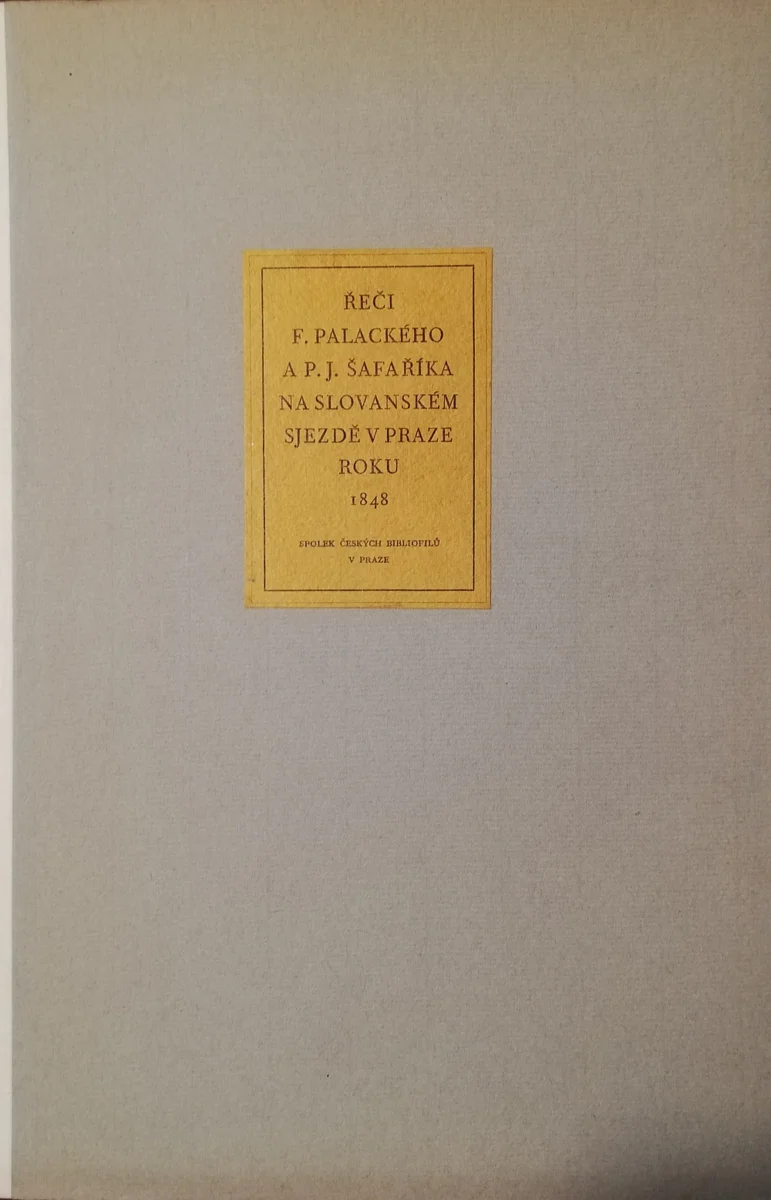 ŘEČI
F. PALACKÉHO
A P. J. ŠAFAŘÍKA
NA SLOVANSKÉM
SJEZDĚ V PRAZE
ROKU
1848
SPOLEK ČESKÝCH BIBLIOFILŮ
V PRAZE